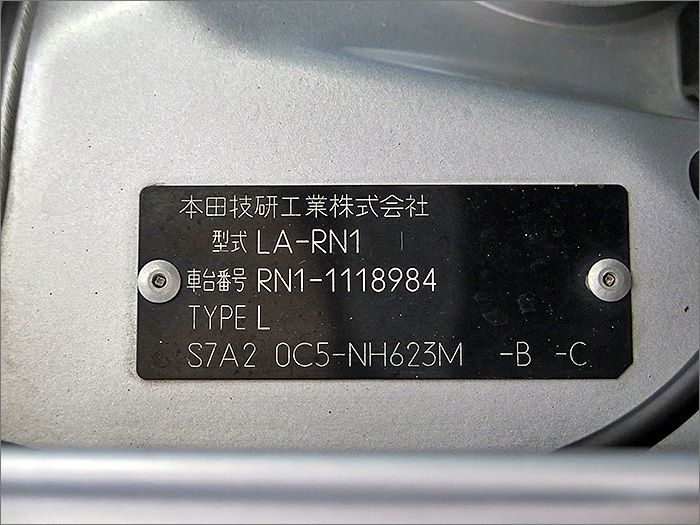 本田技研工業株式会社
型式 LA-RN1
車台番号 RN1-1118984
TYPE L
S7A2 0C5-NH623M -B -C